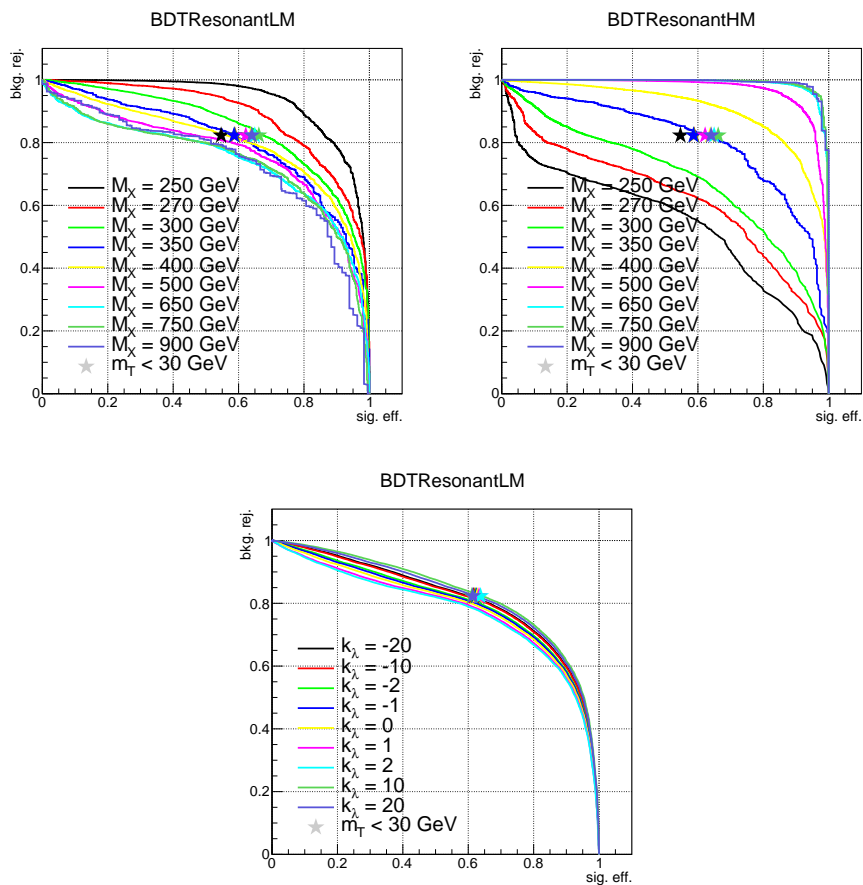 BDTResonantLM
bkg. rej.
1
0.8
0.6
0.4
0.2
0
M_X = 250 GeV
M_X = 270 GeV
M_X = 300 GeV
M_X = 350 GeV
M_X = 400 GeV
M_X = 500 GeV
M_X = 650 GeV
M_X = 750 GeV
M_X = 900 GeV
m_T < 30 GeV
0 0.2 0.4 0.6 0.8 1
sig. eff.
BDTResonantHM
bkg. rej.
1
0.8
0.6
0.4
0.2
0
M_X = 250 GeV
M_X = 270 GeV
M_X = 300 GeV
M_X = 350 GeV
M_X = 400 GeV
M_X = 500 GeV
M_X = 650 GeV
M_X = 750 GeV
M_X = 900 GeV
m_T < 30 GeV
0 0.2 0.4 0.6 0.8 1
sig. eff.
BDTResonantLM
bkg. rej.
1
0.8
0.6
0.4
0.2
0
k_λ = -20
k_λ = -10
k_λ = -2
k_λ = -1
k_λ = 0
k_λ = 1
k_λ = 2
k_λ = 10
k_λ = 20
m_T < 30 GeV
0 0.2 0.4 0.6 0.8 1
sig. eff.